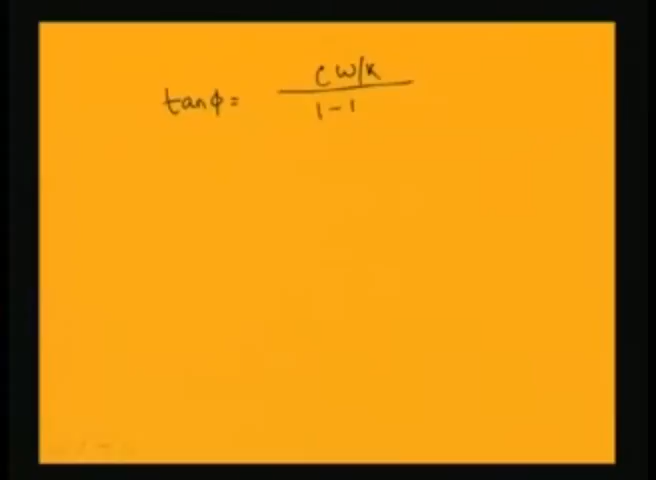 tanφ = (cω/k)/(1-1)